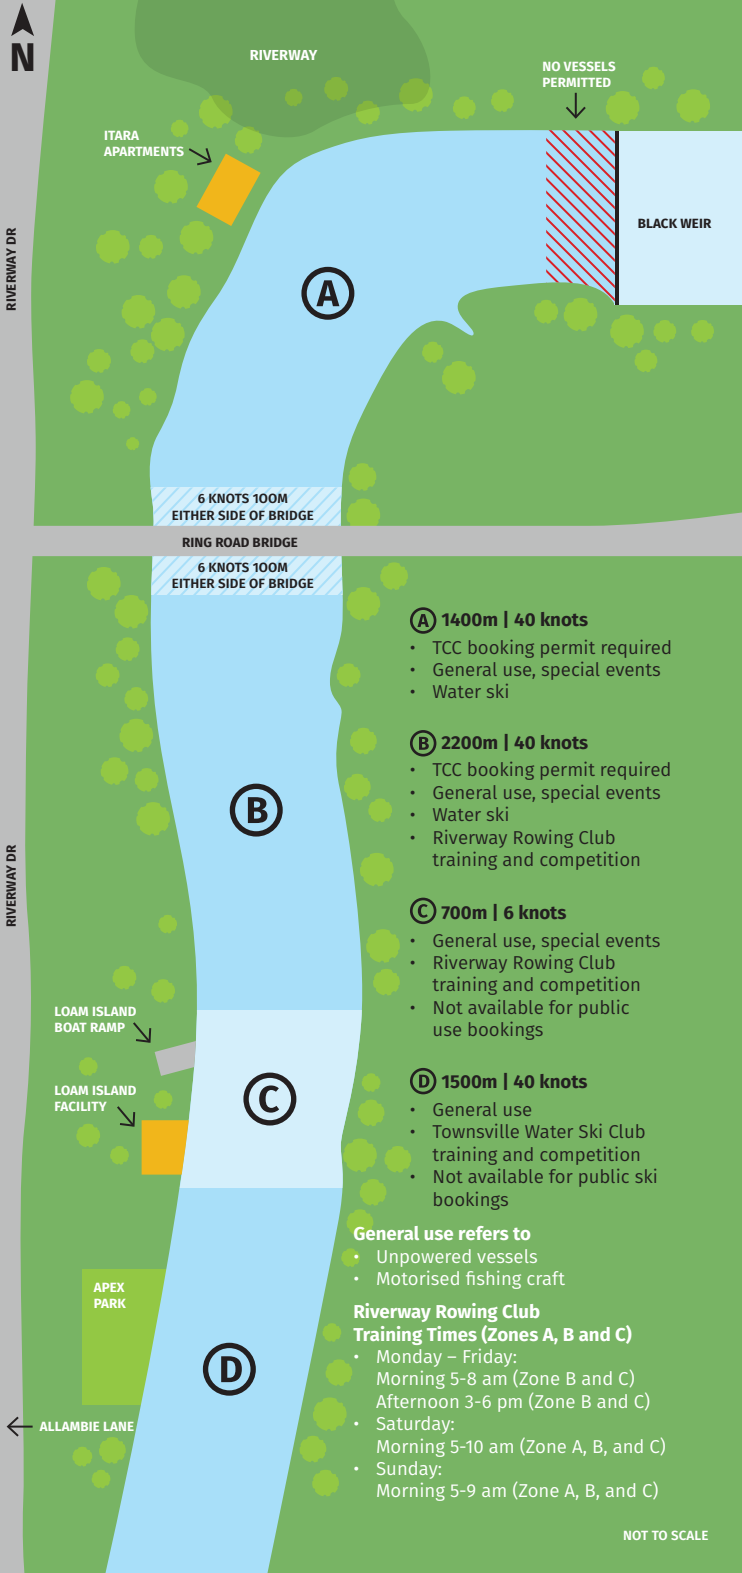 N
RIVERWAY
NO VESSELS
PERMITTED
ITARA
APARTMENTS
BLACK WEIR
RIVERWAY DR
A
6 KNOTS 100M
EITHER SIDE OF BRIDGE
RING ROAD BRIDGE
6 KNOTS 100M
EITHER SIDE OF BRIDGE
A 1400m | 40 knots
• TCC booking permit required
• General use, special events
• Water ski
B 2200m | 40 knots
• TCC booking permit required
• General use, special events
• Water ski
• Riverway Rowing Club
training and competition
B
RIVERWAY DR
C 700m | 6 knots
• General use, special events
• Riverway Rowing Club
training and competition
• Not available for public
use bookings
LOAM ISLAND
BOAT RAMP
LOAM ISLAND
FACILITY
C
D 1500m | 40 knots
• General use
• Townsville Water Ski Club
training and competition
• Not available for public ski
bookings
General use refers to
• Unpowered vessels
• Motorised fishing craft
APEX
PARK
D
ALLAMBIE LANE
Riverway Rowing Club
Training Times (Zones A, B and C)
• Monday – Friday:
Morning 5-8 am (Zone B and C)
Afternoon 3-6 pm (Zone B and C)
• Saturday:
Morning 5-10 am (Zone A, B, and C)
• Sunday:
Morning 5-9 am (Zone A, B, and C)
NOT TO SCALE